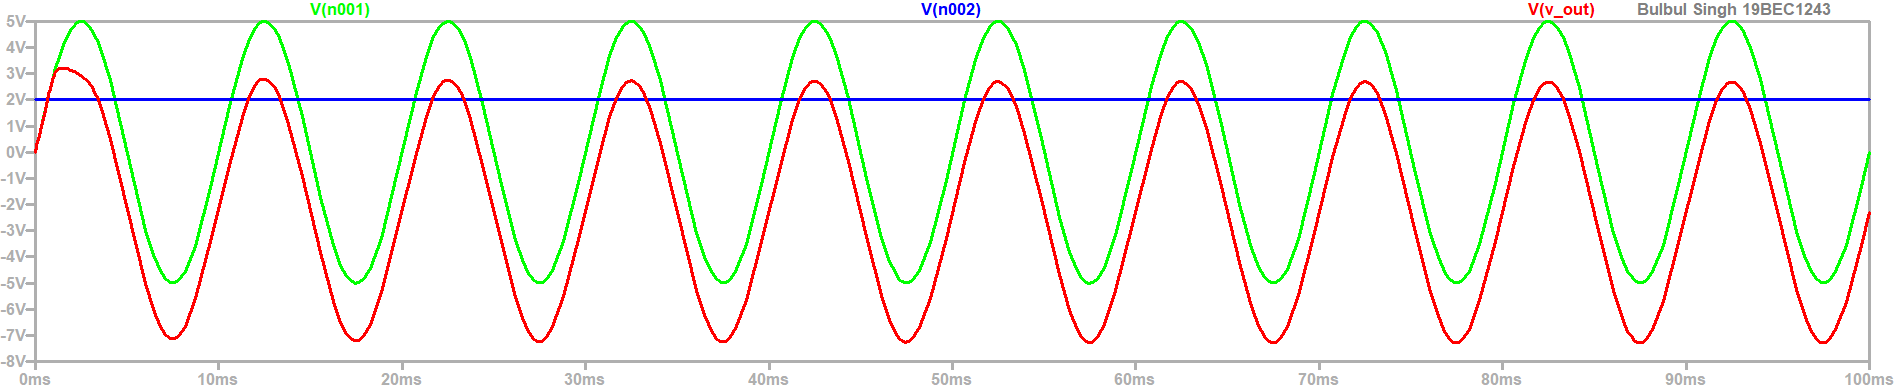 V(n001) V(n002) V(v_out) Bulbul Singh 19BEC1243
5V
4V
3V
2V
1V
0V
-1V
-2V
-3V
-4V
-5V
-6V
-7V
-8V
0ms 10ms 20ms 30ms 40ms 50ms 60ms 70ms 80ms 90ms 100ms